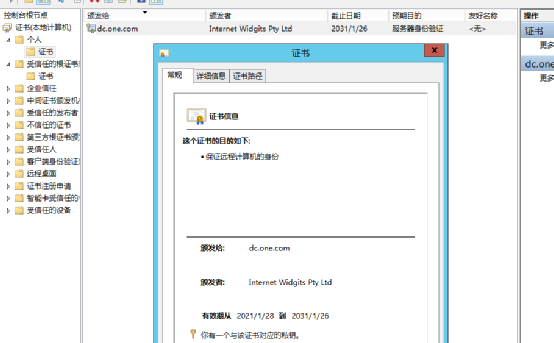 控制台根节点
证书(本地计算机)
个人
证书
受信任的根证书颁
证书
企业信任
中间证书颁发机
受信任的发布者
不信任的证书
第三方根证书颁
受信任人
客户端身份验证
远程桌面
证书注册申请
智能卡受信任的
受信任的设备
颁发给 颁发者 截止日期 预期目的 友好名称
dc.one.com Internet Widgits Pty Ltd 2031/1/26 服务器身份验证 <无>
操作
证书
更多
dc.one
更多
证书
x
常规 详细信息 证书路径
证书信息
这个证书的目的如下:
• 保证远程计算机的身份
颁发给: dc.one.com
颁发者: Internet Widgits Pty Ltd
有效期从 2021/1/28 到 2031/1/26
你有一个与该证书对应的私钥。